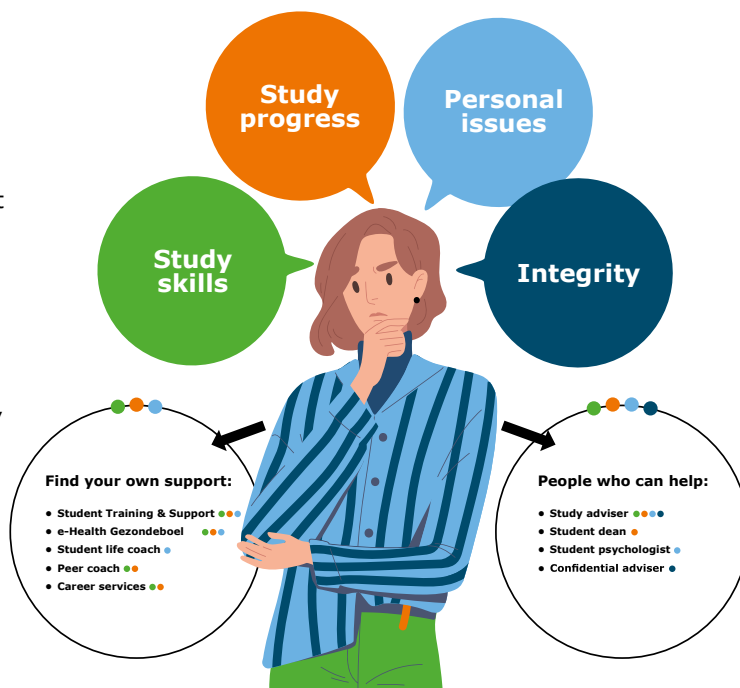 Study
progress
Personal
issues
Study
skills
Integrity
Find your own support:
• Student Training & Support
• e-Health Gezondeboel
• Student life coach
• Peer coach
• Career services
People who can help:
• Study adviser
• Student dean
• Student psychologist
• Confidential adviser